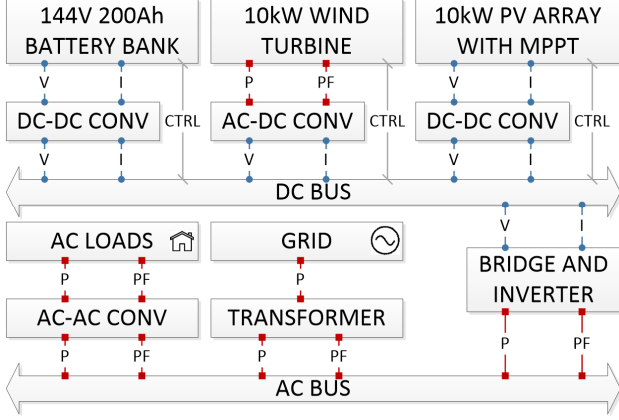 144V 200Ah
BATTERY BANK
10kW WIND
TURBINE
10kW PV ARRAY
WITH MPPT
V I P PF V I
DC-DC CONV CTRL AC-DC CONV CTRL DC-DC CONV CTRL
V I V I V I
DC BUS
V I
AC LOADS
GRID
BRIDGE AND
INVERTER
P PF P
AC-AC CONV
TRANSFORMER
P PF P PF P PF
AC BUS